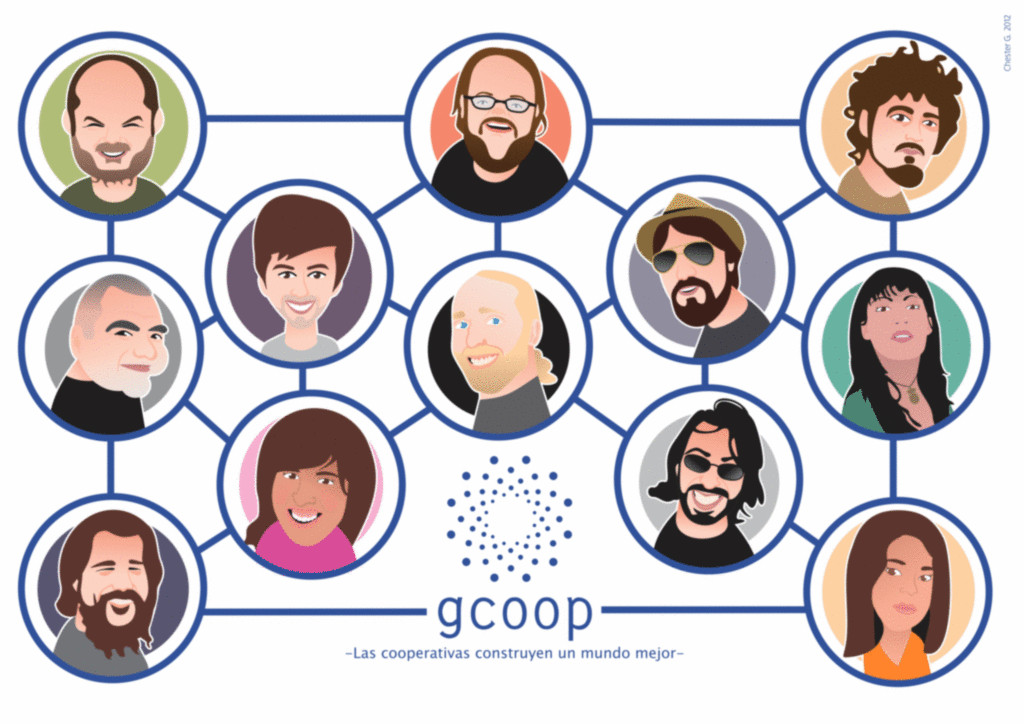 Chester G. 2012
gcoop
–Las cooperativas construyen un mundo mejor–